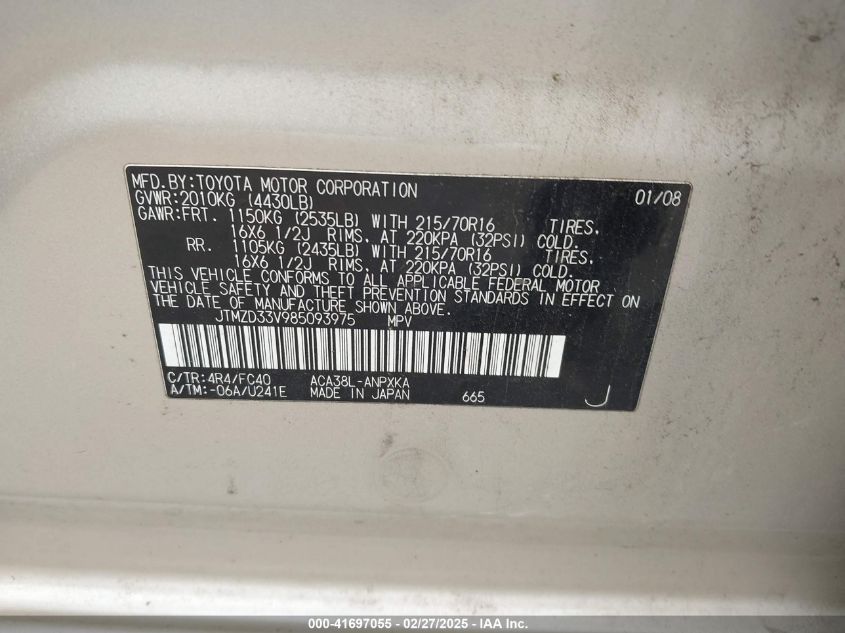 MFD.BY:TOYOTA MOTOR CORPORATION 01/08
GVWR:2010KG (4430LB)
GAWR:FRT. 1150KG (2535LB) WITH 215/70R16 TIRES,
16X6 1/2J RIMS, AT 220KPA (32PSI) COLD.
RR. 1105KG (2435LB) WITH 215/70R16 TIRES,
16X6 1/2J RIMS, AT 220KPA (32PSI) COLD.
THIS VEHICLE CONFORMS TO ALL APPLICABLE FEDERAL MOTOR
VEHICLE SAFETY AND THEFT PREVENTION STANDARDS IN EFFECT ON
THE DATE OF MANUFACTURE SHOWN ABOVE.
JTMZD33V985093975 MPV
C/TR:4R4/FC40 ACA38L-ANPXKA
A/TM:-06A/U241E MADE IN JAPAN 665 J
000-41697055 - 02/27/2025 - IAA Inc.